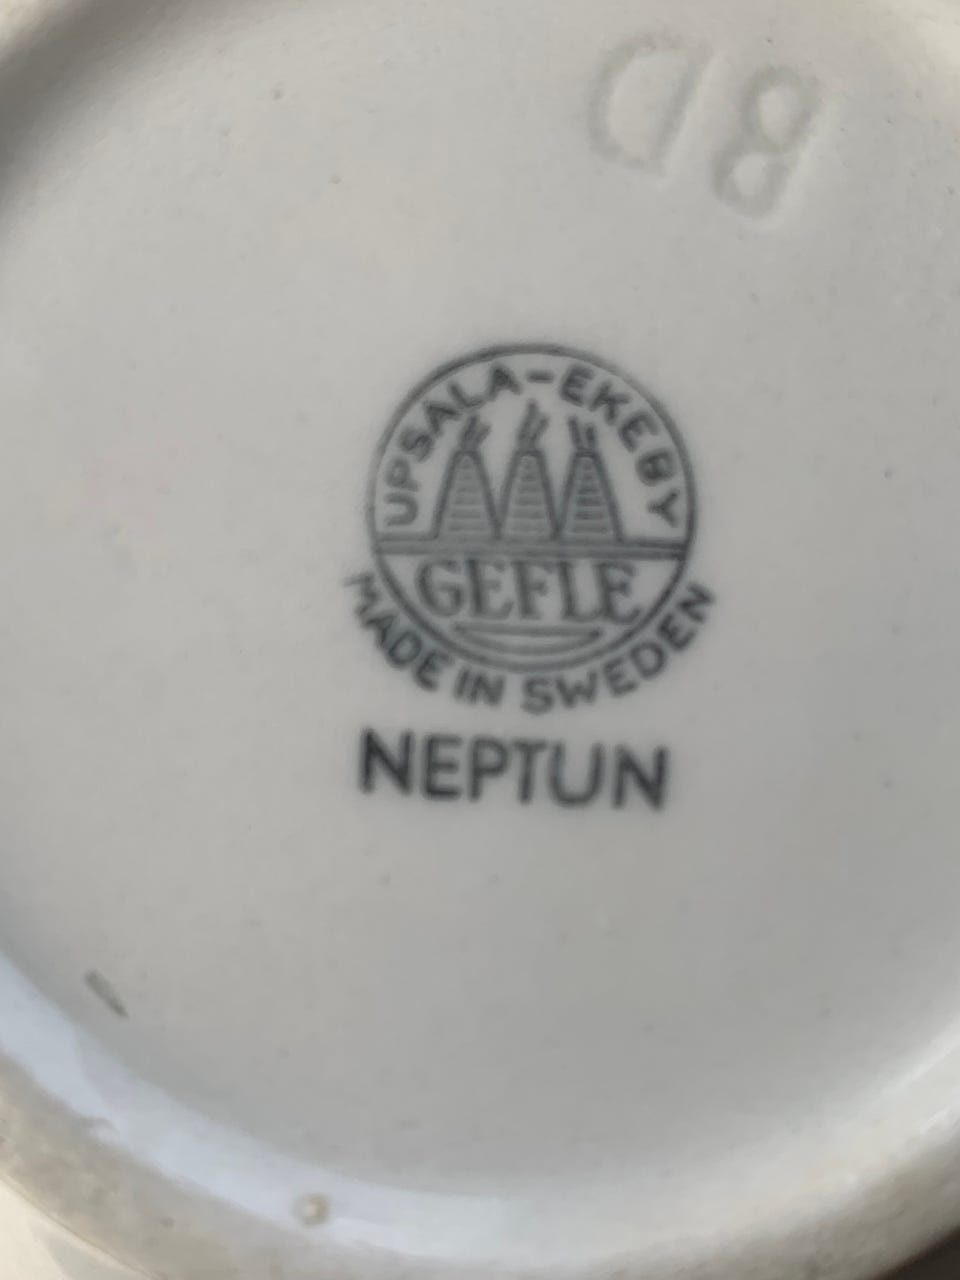 8D
UPSALA-EKEBY
GEFLE
MADE IN SWEDEN
NEPTUN